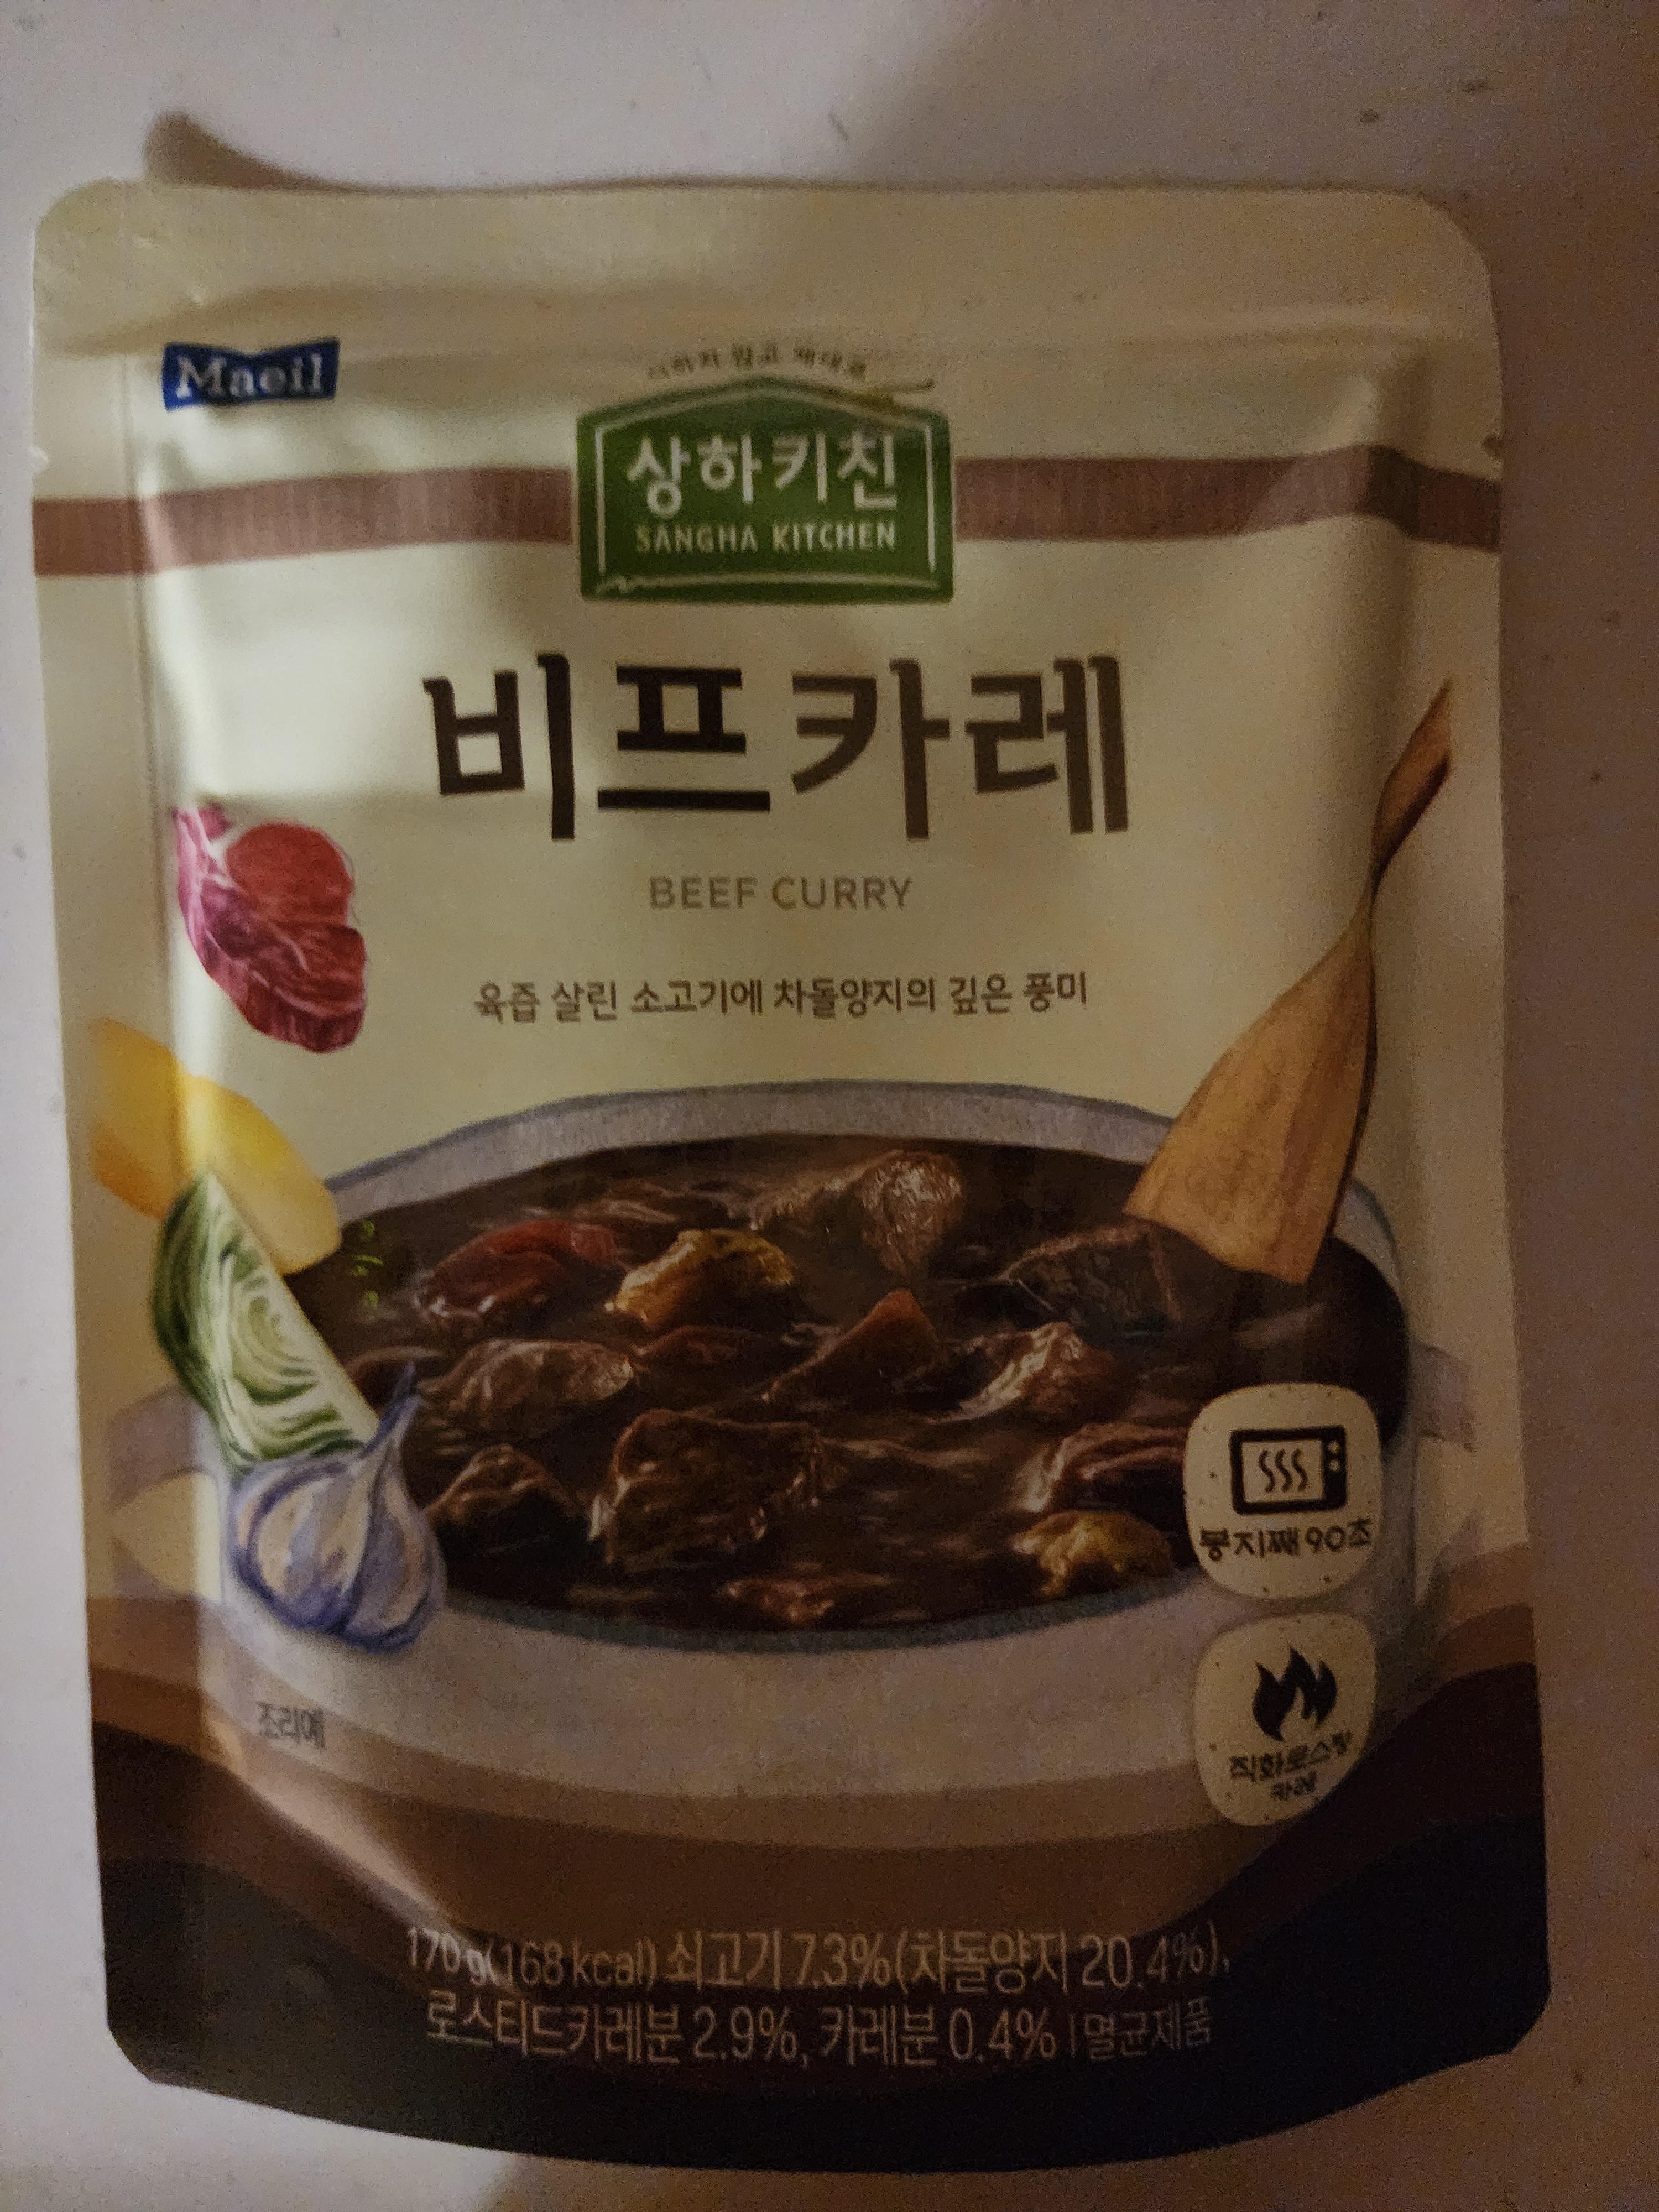 Maeil
상하키친
SANGHA KITCHEN
비프카레
BEEF CURRY
육즙 살린 소고기에 차돌양지의 깊은 풍미
봉지째 90초
직화로스팅
카레
조리예
170 g(168 kcal) 쇠고기 7.3%(차돌양지 20.4%),
로스티드카레분 2.9%, 카레분 0.4% | 멸균제품